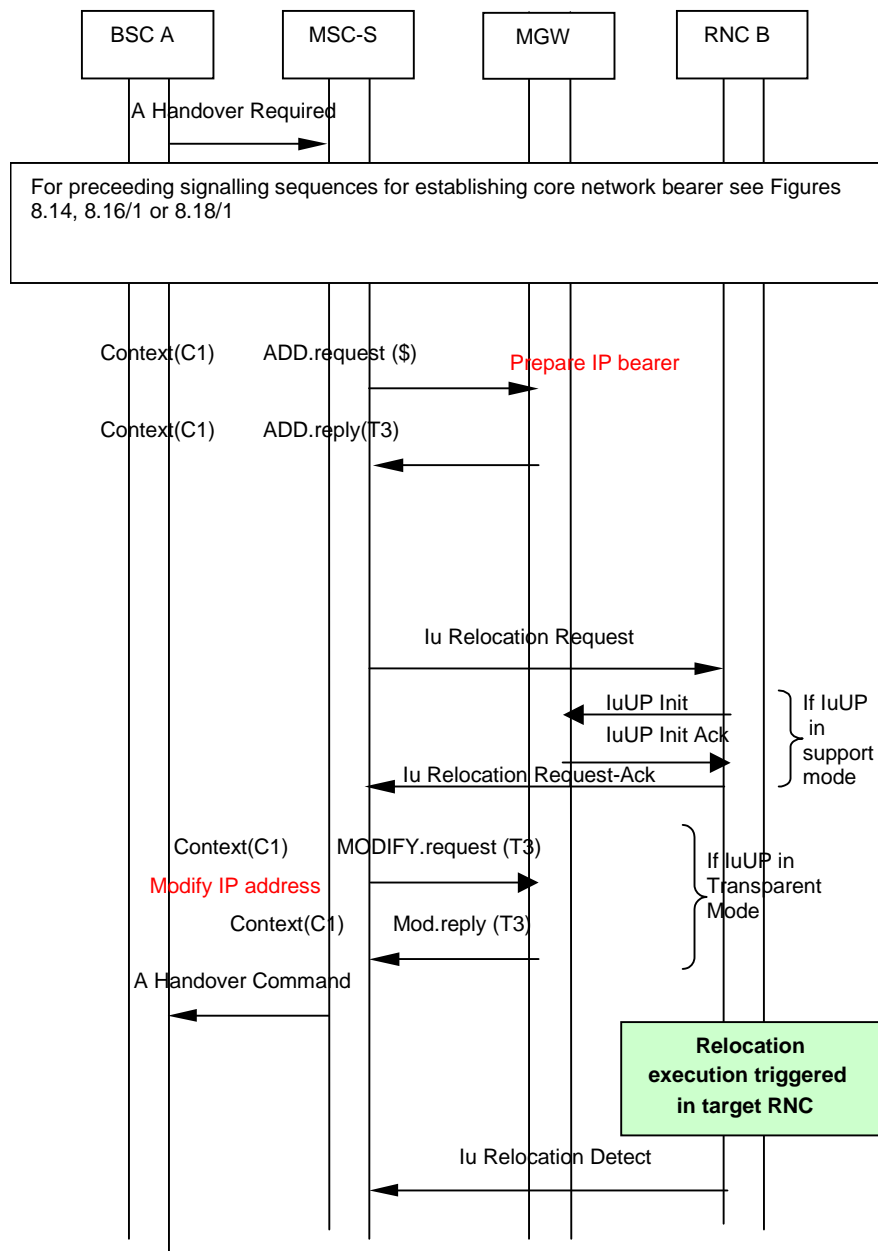 BSC A
MSC-S
MGW
RNC B
A Handover Required
For preceeding signalling sequences for establishing core network bearer see Figures
8.14, 8.16/1 or 8.18/1
Context(C1)
ADD.request ($)
Prepare IP bearer
Context(C1)
ADD.reply(T3)
Iu Relocation Request
IuUP Init
IuUP Init Ack
If IuUP
in
support
mode
Iu Relocation Request-Ack
Context(C1)
MODIFY.request (T3)
Modify IP address
If IuUP in
Transparent
Mode
Context(C1)
Mod.reply (T3)
A Handover Command
Relocation
execution triggered
in target RNC
Iu Relocation Detect